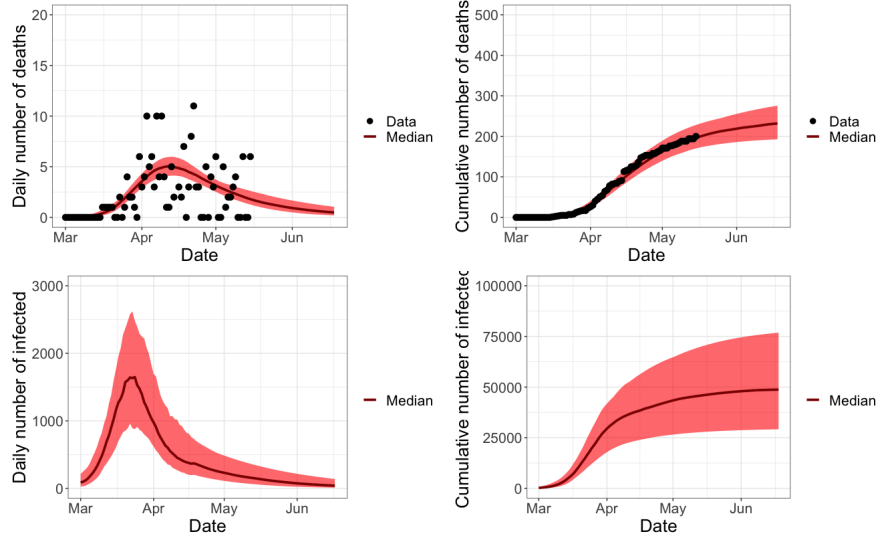 Daily number of deaths
20
15
10
5
0
Mar
Apr
May
Jun
Date
Data
Median
Cumulative number of deaths
500
400
300
200
100
0
Mar
Apr
May
Jun
Date
Data
Median
Daily number of infected
3000
2000
1000
0
Mar
Apr
May
Jun
Date
Median
Cumulative number of infected
100000
75000
50000
25000
0
Mar
Apr
May
Jun
Date
Median